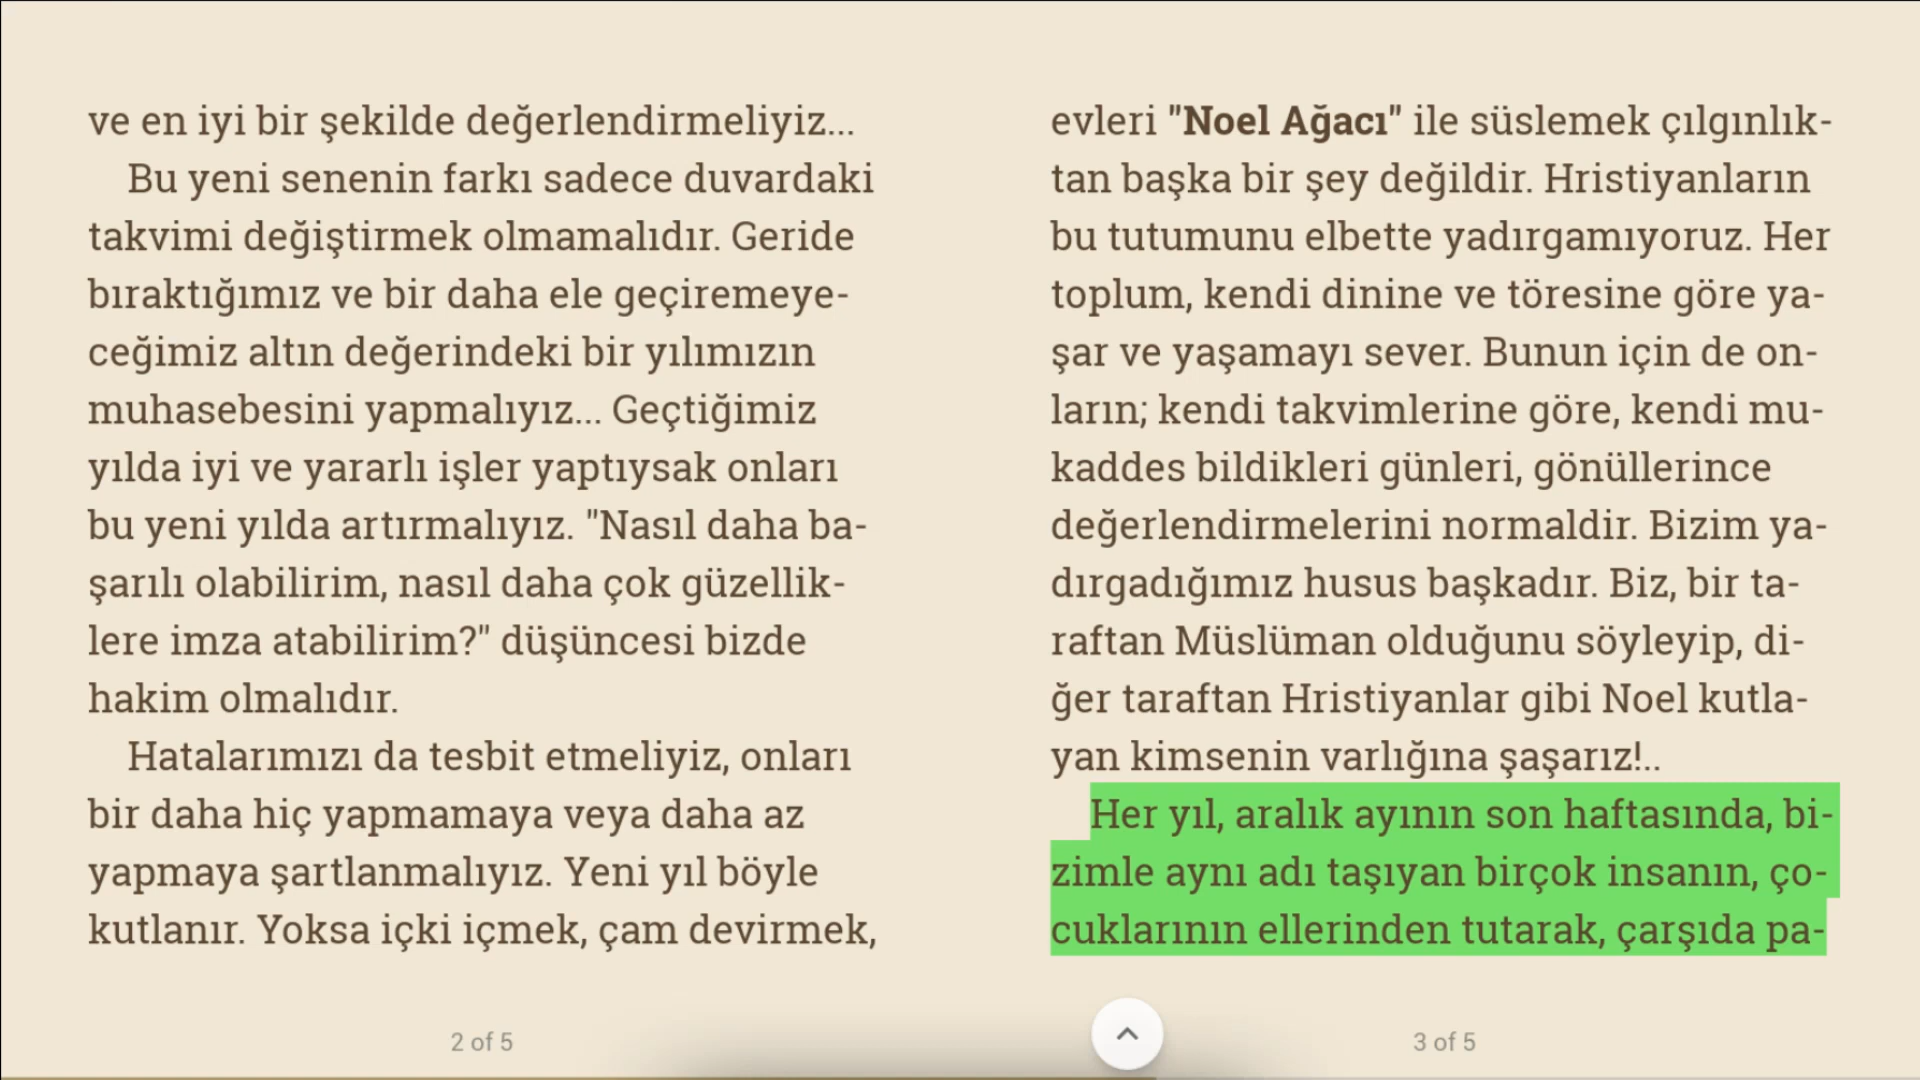 ve en iyi bir şekilde değerlendirmeliyiz...
Bu yeni senenin farkı sadece duvardaki
takvimi değiştirmek olmamalıdır. Geride
bıraktığımız ve bir daha ele geçiremeye-
ceğimiz altın değerindeki bir yılımızın
muhasebesini yapmalıyız... Geçtiğimiz
yılda iyi ve yararlı işler yaptıysak onları
bu yeni yılda artırmalıyız. "Nasıl daha ba-
şarılı olabilirim, nasıl daha çok güzellik-
lere imza atabilirim?" düşüncesi bizde
hakim olmalıdır.
Hatalarımızı da tesbit etmeliyiz, onları
bir daha hiç yapmamaya veya daha az
yapmaya şartlanmalıyız. Yeni yıl böyle
kutlanır. Yoksa içki içmek, çam devirmek,
2 of 5
evleri "Noel Ağacı" ile süslemek çılgınlık-
tan başka bir şey değildir. Hristiyanların
bu tutumunu elbette yadırgamıyoruz. Her
toplum, kendi dinine ve töresine göre ya-
şar ve yaşamayı sever. Bunun için de on-
ların; kendi takvimlerine göre, kendi mu-
kaddes bildikleri günleri, gönüllerince
değerlendirmelerini normaldir. Bizim ya-
dırgadığımız husus başkadır. Biz, bir ta-
raftan Müslüman olduğunu söyleyip, di-
ğer taraftan Hristiyanlar gibi Noel kutla-
yan kimsenin varlığına şaşarız!..
Her yıl, aralık ayının son haftasında, bi-
zimle aynı adı taşıyan birçok insanın, ço-
cuklarının ellerinden tutarak, çarşıda pa-
3 of 5